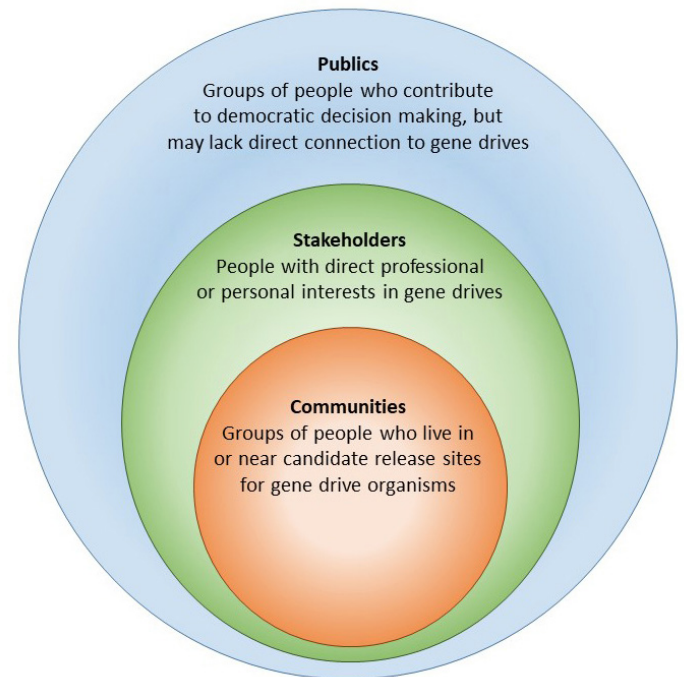 Publics
Groups of people who contribute
to democratic decision making, but
may lack direct connection to gene drives
Stakeholders
People with direct professional
or personal interests in gene drives
Communities
Groups of people who live in
or near candidate release sites
for gene drive organisms